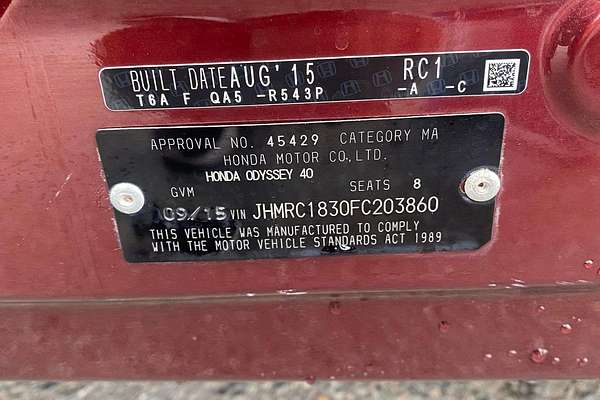 BUILT DATE AUG'15 RC1
T6A F QA5 -R543P -A -C
APPROVAL NO. 45429 CATEGORY MA
HONDA MOTOR CO.,LTD.
HONDA ODYSSEY 40
GVM SEATS 8
09/15 VIN JHMRC1830FC203860
THIS VEHICLE WAS MANUFACTURED TO COMPLY
WITH THE MOTOR VEHICLE STANDARDS ACT 1989